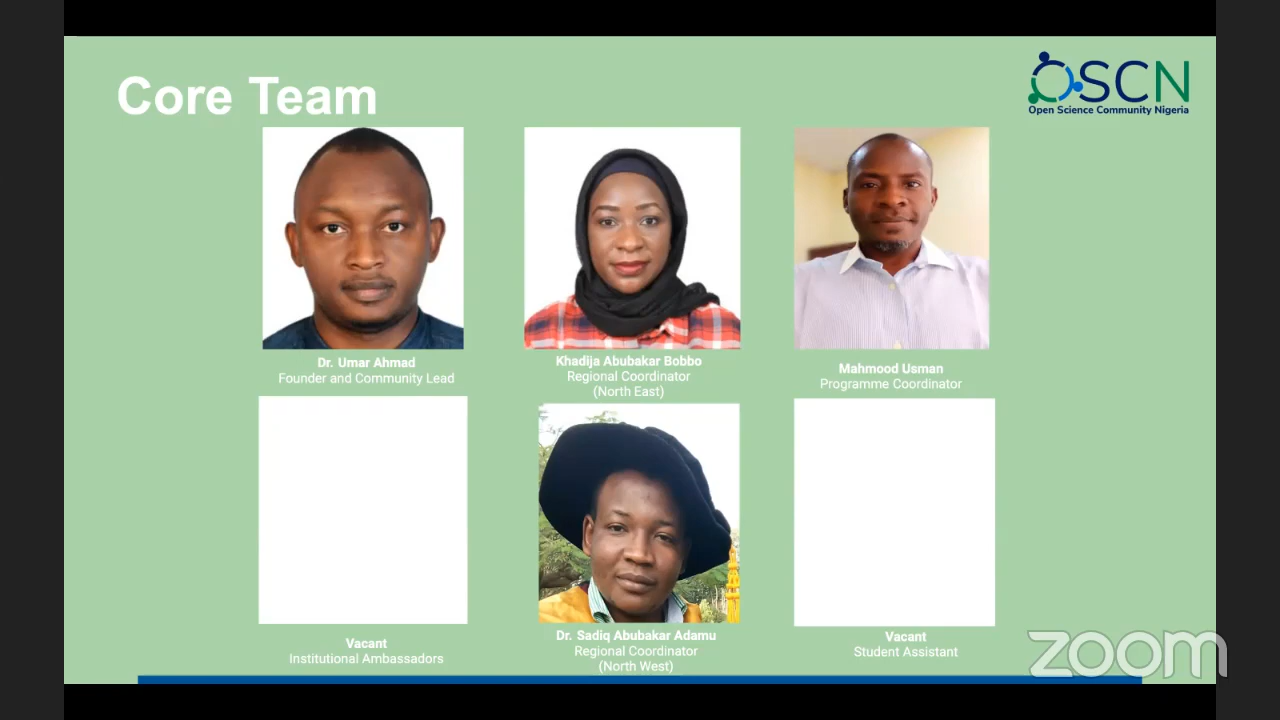 Core Team
OSCN
Open Science Community Nigeria
Dr. Umar Ahmad
Founder and Community Lead
Khadija Abubakar Bobbo
Regional Coordinator
(North East)
Mahmood Usman
Programme Coordinator
Vacant
Institutional Ambassadors
Dr. Sadiq Abubakar Adamu
Regional Coordinator
(North West)
Vacant
Student Assistant
zoom